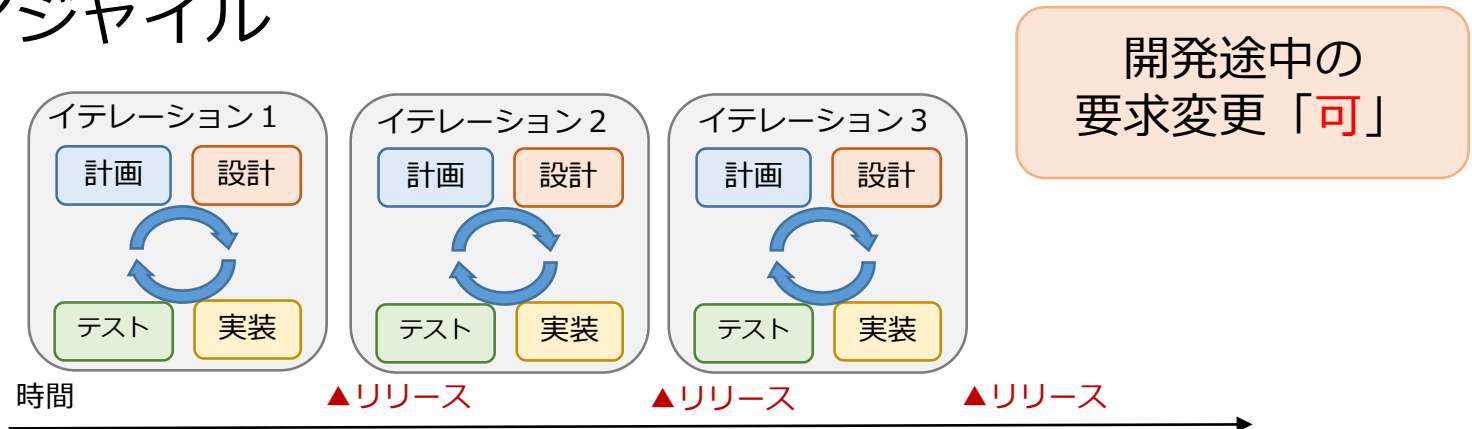 アジャイル
開発途中の
要求変更「可」
イテレーション１
計画
設計
テスト
実装
イテレーション２
計画
設計
テスト
実装
イテレーション３
計画
設計
テスト
実装
時間
▲リリース
▲リリース
▲リリース